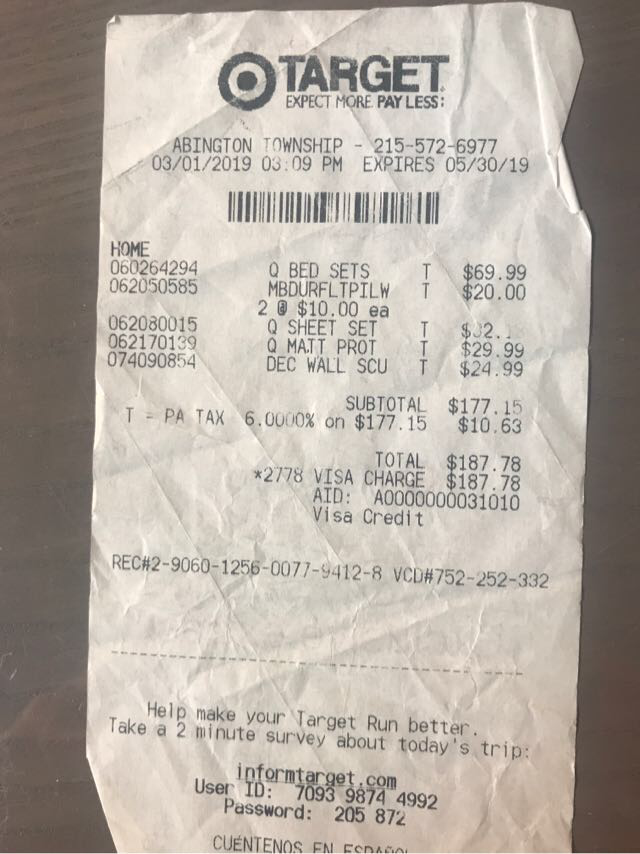 TARGET
EXPECT MORE. PAY LESS:
ABINGTON TOWNSHIP - 215-572-6977
03/01/2019 03:09 PM EXPIRES 05/30/19
HOME
060264294 Q BED SETS T $69.99
062050585 MBDURFLTPILW T $20.00
2 @ $10.00 ea
062080015 Q SHEET SET T
062170139 Q MATT PROT T $29.99
074090854 DEC WALL SCU T $24.99
SUBTOTAL $177.15
T = PA TAX 6.0000% on $177.15 $10.63
TOTAL $187.78
*2778 VISA CHARGE $187.78
AID: A0000000031010
Visa Credit
REC#2-9060-1256-0077-9412-8 VCD#752-252-332
Help make your Target Run better.
Take a 2 minute survey about today's trip:
informtarget.com
User ID: 7093 9874 4992
Password: 205 872
CUÉNTENOS EN ESPAÑOL